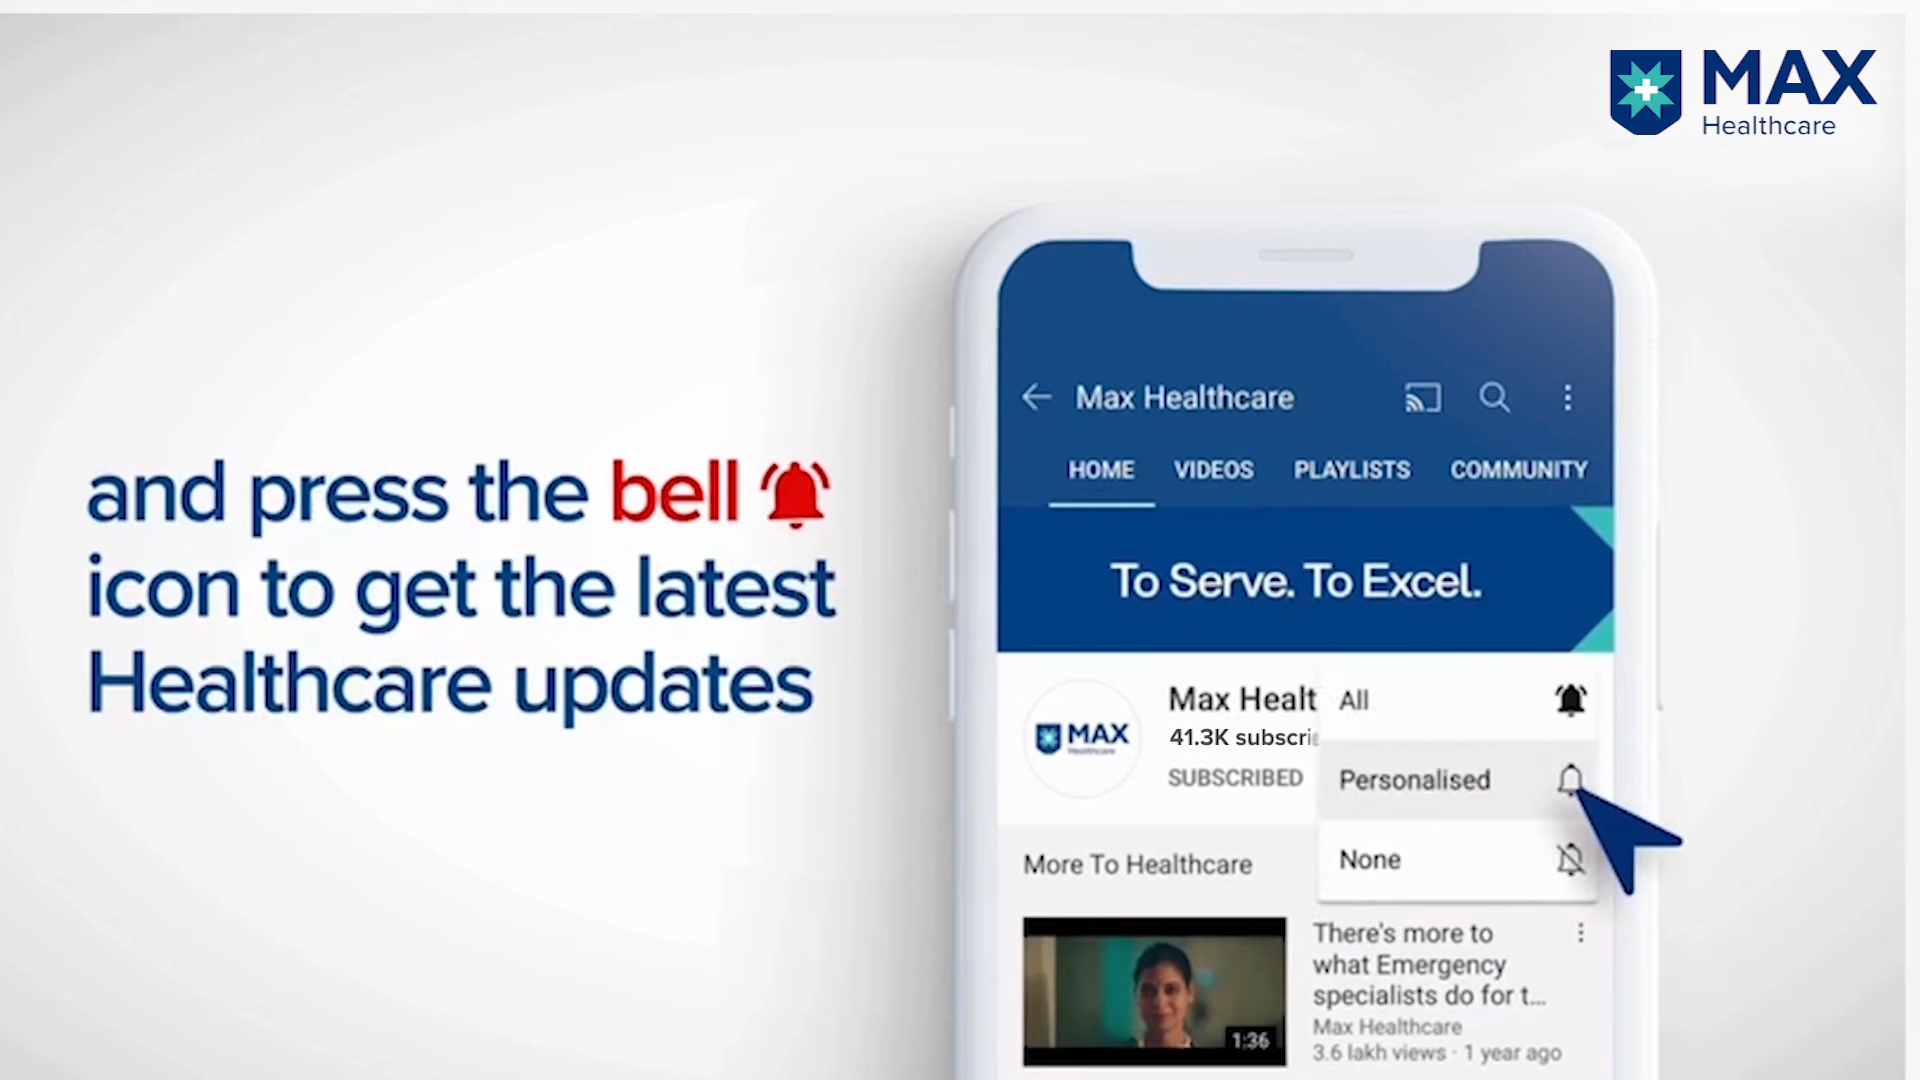 MAX
Healthcare
and press the bell
icon to get the latest
Healthcare updates
Max Healthcare
HOME VIDEOS PLAYLISTS COMMUNITY
To Serve. To Excel.
MAX
Healthcare
Max Healt
41.3K subscri
SUBSCRIBED
All
Personalised
None
More To Healthcare
There's more to
what Emergency
specialists do for t...
Max Healthcare
3.6 lakh views · 1 year ago
1:36